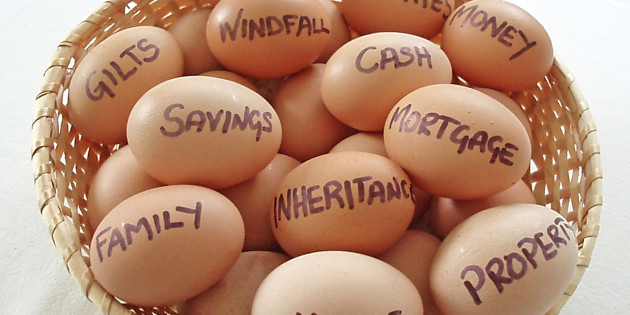 WINDFALL
MONEY
GILTS
CASH
SAVINGS
MORTGAGE
INHERITANCE
FAMILY
PROPERTY